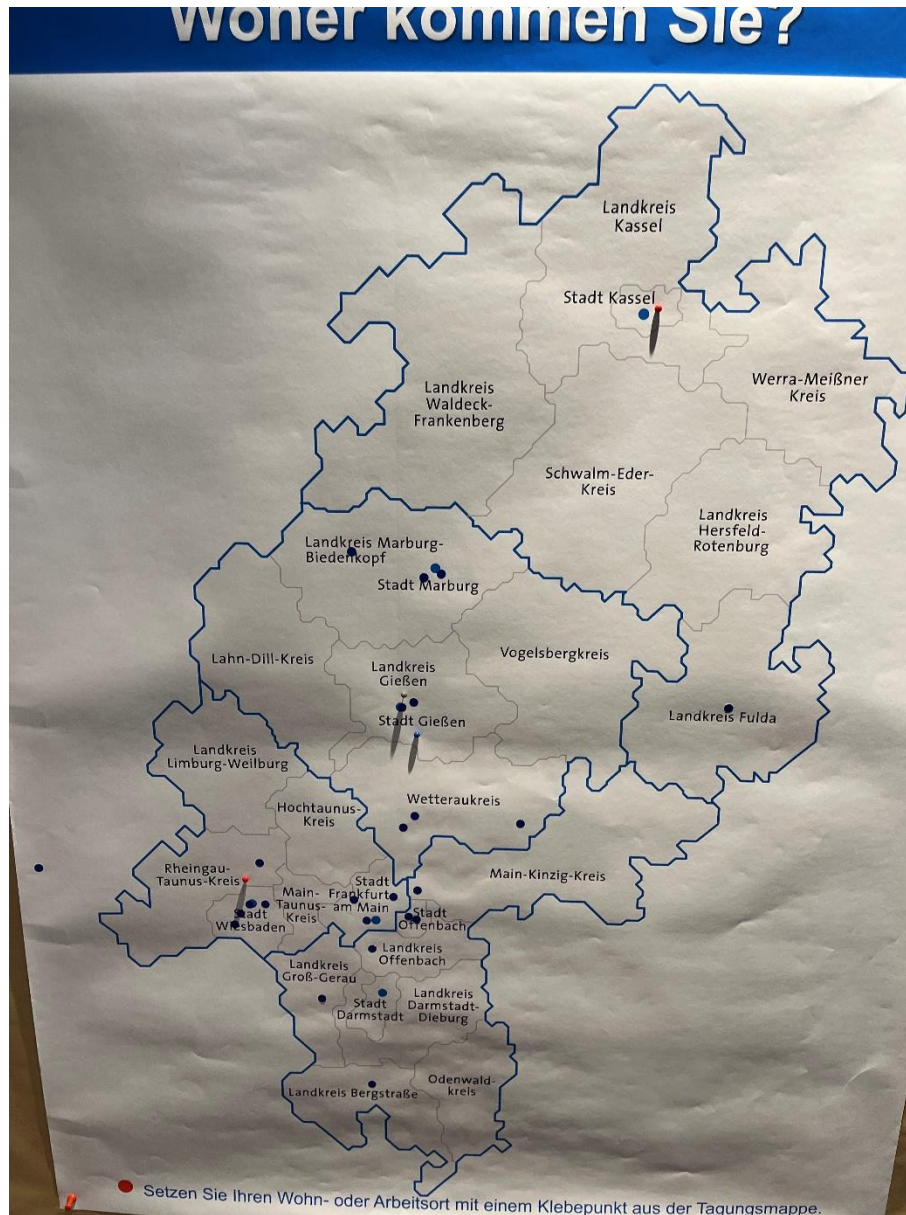 Woher kommen Sie?
Landkreis
Kassel
Stadt Kassel
Landkreis
Waldeck-
Frankenberg
Werra-Meißner
Kreis
Schwalm-Eder-
Kreis
Landkreis
Hersfeld-
Rotenburg
Landkreis Marburg-
Biedenkopf
Stadt Marburg
Lahn-Dill-Kreis
Landkreis
Gießen
Stadt Gießen
Vogelsbergkreis
Landkreis Fulda
Landkreis
Limburg-Weilburg
Hochtaunus-
Kreis
Wetteraukreis
Rheingau-
Taunus-Kreis
Stadt
Wiesbaden
Main-
Taunus-
Kreis
Stadt
Frankfurt
am Main
Main-Kinzig-Kreis
Stadt
Offenbach
Landkreis
Offenbach
Landkreis
Groß-Gerau
Stadt
Darmstadt
Landkreis
Darmstadt-
Dieburg
Landkreis Bergstraße
Odenwald-
kreis
Setzen Sie Ihren Wohn- oder Arbeitsort mit einem Klebepunkt aus der Tagungsmappe.